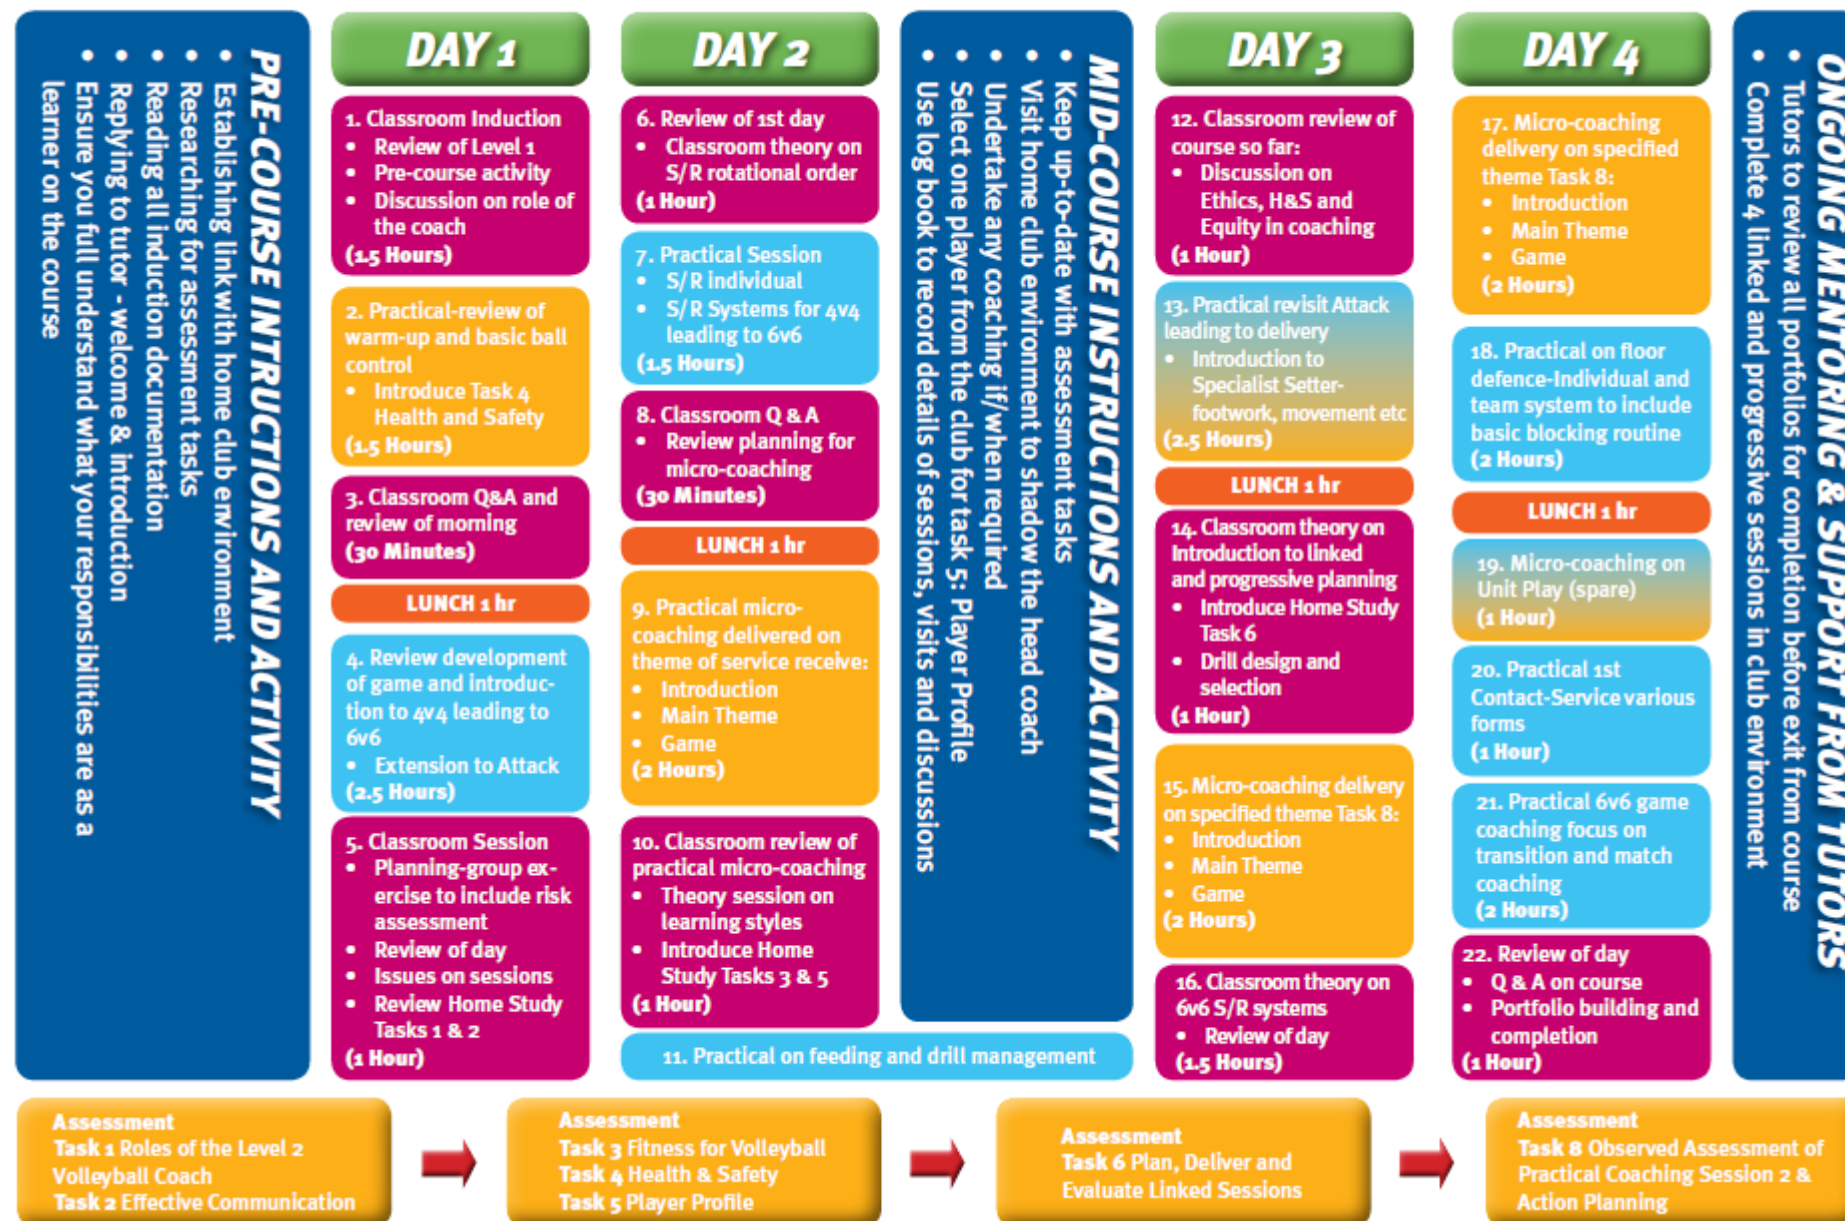 PRE-COURSE INTRUCTIONS AND ACTIVITY
• Establishing link with home club environment
• Researching for assessment tasks
• Reading all induction documentation
• Replying to tutor - welcome & introduction
• Ensure you full understand what your responsibilities are as a
learner on the course
DAY 1
1. Classroom Induction
• Review of Level 1
• Pre-course activity
• Discussion on role of
the coach
(1.5 Hours)
2. Practical-review of
warm-up and basic ball
control
• Introduce Task 4
Health and Safety
(1.5 Hours)
3. Classroom Q&A and
review of morning
(30 Minutes)
LUNCH 1 hr
4. Review development
of game and introduc-
tion to 4v4 leading to
6v6
• Extension to Attack
(2.5 Hours)
5. Classroom Session
• Planning-group ex-
ercise to include risk
assessment
• Review of day
• Issues on sessions
• Review Home Study
Tasks 1 & 2
(1 Hour)
DAY 2
6. Review of 1st day
• Classroom theory on
S/R rotational order
(1 Hour)
7. Practical Session
• S/R individual
• S/R Systems for 4v4
leading to 6v6
(1.5 Hours)
8. Classroom Q & A
• Review planning for
micro-coaching
(30 Minutes)
LUNCH 1 hr
9. Practical micro-
coaching delivered on
theme of service receive:
• Introduction
• Main Theme
• Game
(2 Hours)
10. Classroom review of
practical micro-coaching
• Theory session on
learning styles
• Introduce Home
Study Tasks 3 & 5
(1 Hour)
11. Practical on feeding and drill management
MID-COURSE INSTRUCTIONS AND ACTIVITY
• Keep up-to-date with assessment tasks
• Visit home club environment to shadow the head coach
• Undertake any coaching if/when required
• Select one player from the club for task 5: Player Profile
• Use log book to record details of sessions, visits and discussions
DAY 3
12. Classroom review of
course so far:
• Discussion on
Ethics, H&S and
Equity in coaching
(1 Hour)
13. Practical revisit Attack
leading to delivery
• Introduction to
Specialist Setter-
footwork, movement etc
(2.5 Hours)
LUNCH 1 hr
14. Classroom theory on
Introduction to linked
and progressive planning
• Introduce Home Study
Task 6
• Drill design and
selection
(1 Hour)
15. Micro-coaching delivery
on specified theme Task 8:
• Introduction
• Main Theme
• Game
(2 Hours)
16. Classroom theory on
6v6 S/R systems
• Review of day
(1.5 Hours)
DAY 4
17. Micro-coaching
delivery on specified
theme Task 8:
• Introduction
• Main Theme
• Game
(2 Hours)
18. Practical on floor
defence-Individual and
team system to include
basic blocking routine
(2 Hours)
LUNCH 1 hr
19. Micro-coaching on
Unit Play (spare)
(1 Hour)
20. Practical 1st
Contact-Service various
forms
(1 Hour)
21. Practical 6v6 game
coaching focus on
transition and match
coaching
(2 Hours)
22. Review of day
• Q & A on course
• Portfolio building and
completion
(1 Hour)
ONGOING MENTORING & SUPPORT FROM TUTORS
• Tutors to review all portfolios for completion before exit from course
• Complete 4 linked and progressive sessions in club environment
Assessment
Task 1 Roles of the Level 2
Volleyball Coach
Task 2 Effective Communication
Assessment
Task 3 Fitness for Volleyball
Task 4 Health & Safety
Task 5 Player Profile
Assessment
Task 6 Plan, Deliver and
Evaluate Linked Sessions
Assessment
Task 8 Observed Assessment of
Practical Coaching Session 2 &
Action Planning